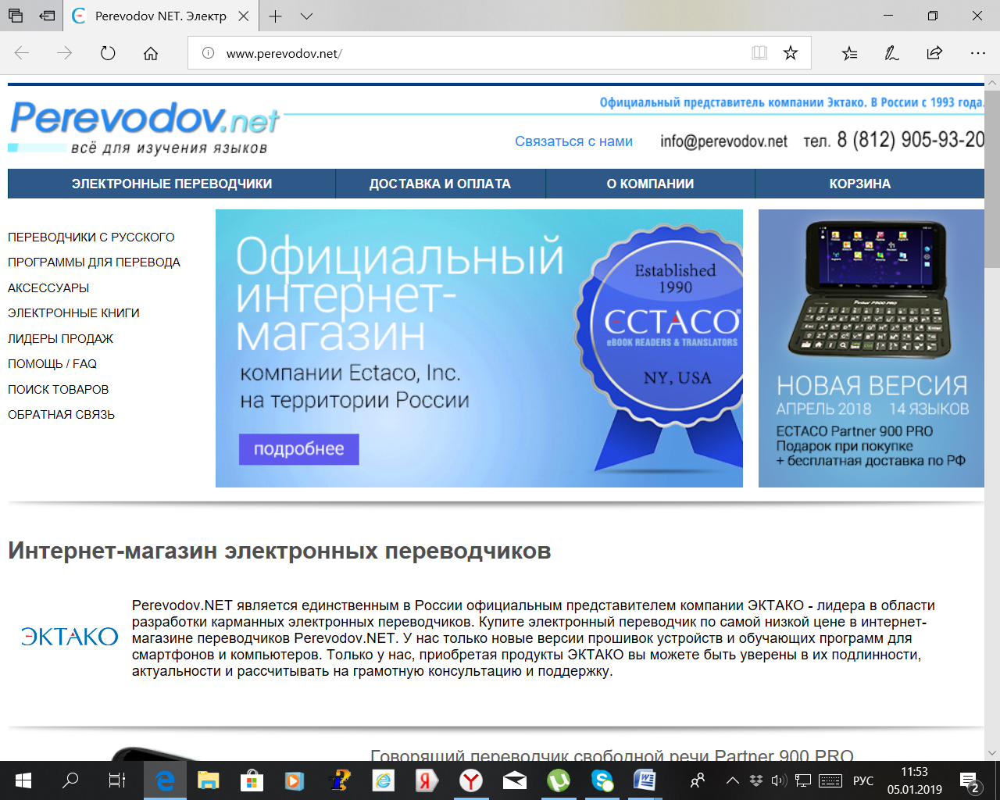 Perevodov NET. Электро
www.perevodov.net/
Официальный представитель компании Эктако. В России с 1993 года.
Perevodov.net
всё для изучения языков
Связаться с нами
info@perevodov.net
тел. 8 (812) 905-93-20
ЭЛЕКТРОННЫЕ ПЕРЕВОДЧИКИ
ДОСТАВКА И ОПЛАТА
О КОМПАНИИ
КОРЗИНА
ПЕРЕВОДЧИКИ С РУССКОГО
ПРОГРАММЫ ДЛЯ ПЕРЕВОДА
АКСЕССУАРЫ
ЭЛЕКТРОННЫЕ КНИГИ
ЛИДЕРЫ ПРОДАЖ
ПОМОЩЬ / FAQ
ПОИСК ТОВАРОВ
ОБРАТНАЯ СВЯЗЬ
Официальный
интернет-
магазин
компании Ectaco, Inc.
на территории России
подробнее
Established
1990
ECTACO®
eBOOK READERS & TRANSLATORS
NY, USA
Partner P900 PRO
НОВАЯ ВЕРСИЯ
АПРЕЛЬ 2018 14 ЯЗЫКОВ
ECTACO Partner 900 PRO
Подарок при покупке
+ бесплатная доставка по РФ
Интернет-магазин электронных переводчиков
ЭКТАКО
Perevodov.NET является единственным в России официальным представителем компании ЭКТАКО - лидера в области
разработки карманных электронных переводчиков. Купите электронный переводчик по самой низкой цене в интернет-
магазине переводчиков Perevodov.NET. У нас только новые версии прошивок устройств и обучающих программ для
смартфонов и компьютеров. Только у нас, приобретая продукты ЭКТАКО вы можете быть уверены в их подлинности,
актуальности и рассчитывать на грамотную консультацию и поддержку.
Говорящий переводчик свободной речи Partner 900 PRO
РУС
11:53
05.01.2019
2